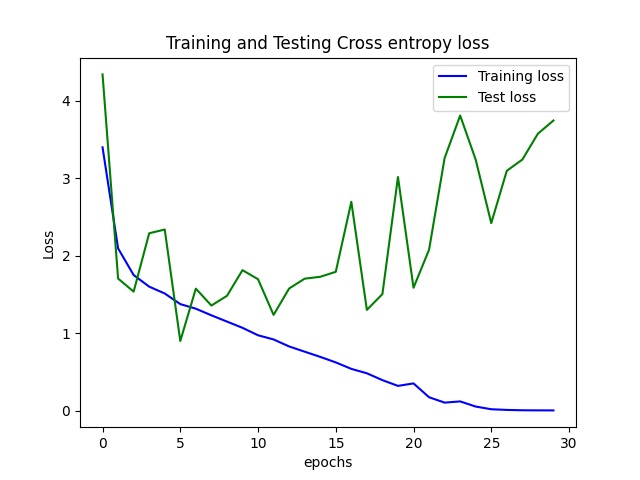 Training and Testing Cross entropy loss
Training loss
Test loss
Loss
4
3
2
1
0
0 5 10 15 20 25 30
epochs